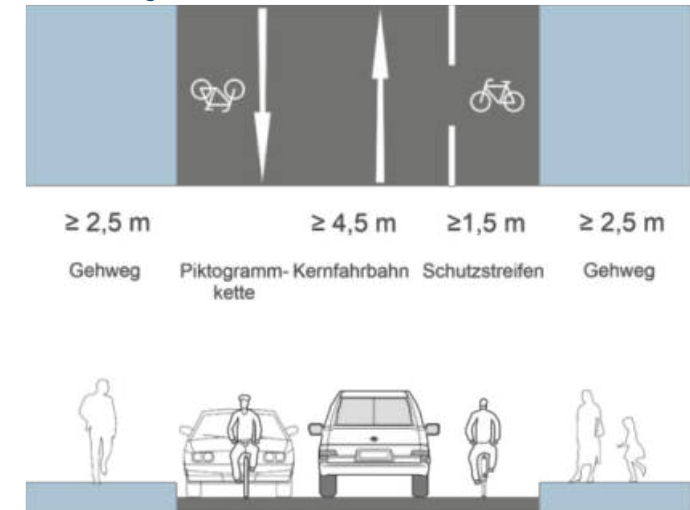 ≥ 2,5 m ≥ 4,5 m ≥1,5 m ≥ 2,5 m
Gehweg Piktogramm- Kernfahrbahn Schutzstreifen Gehweg
kette